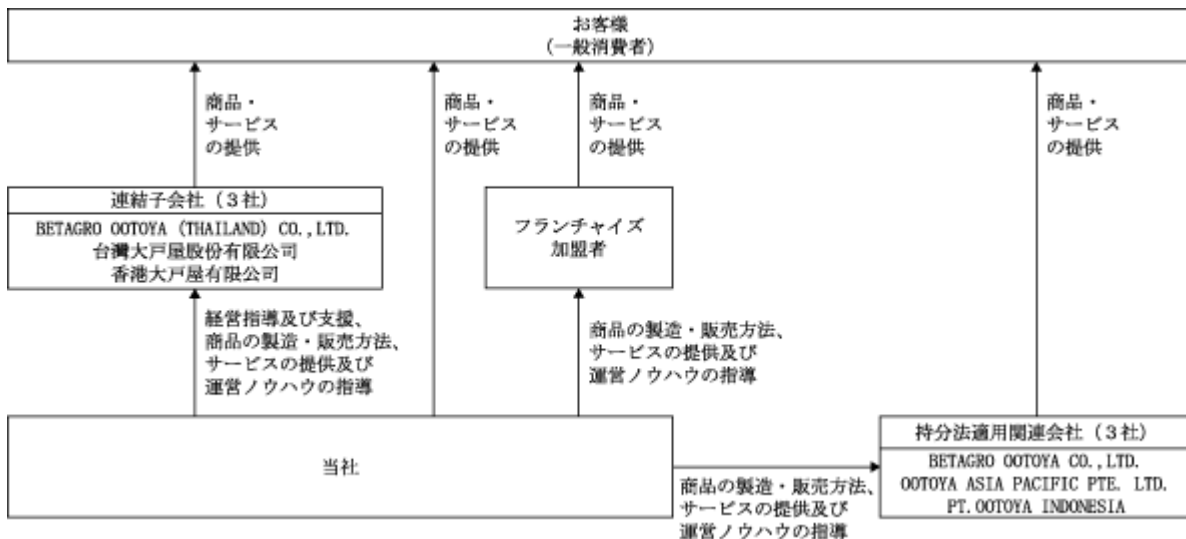 お客様
(一般消費者)
商品・
サービス
の提供
商品・
サービス
の提供
商品・
サービス
の提供
商品・
サービス
の提供
連結子会社(3社)
BETAGRO OOTOYA (THAILAND) CO.,LTD.
台灣大戸屋股份有限公司
香港大戸屋有限公司
フランチャイズ
加盟者
経営指導及び支援、
商品の製造・販売方法、
サービスの提供及び
運営ノウハウの指導
商品の製造・販売方法、
サービスの提供及び
運営ノウハウの指導
当社
商品の製造・販売方法、
サービスの提供及び
運営ノウハウの指導
持分法適用関連会社(3社)
BETAGRO OOTOYA CO.,LTD.
OOTOYA ASIA PACIFIC PTE. LTD.
PT.OOTOYA INDONESIA